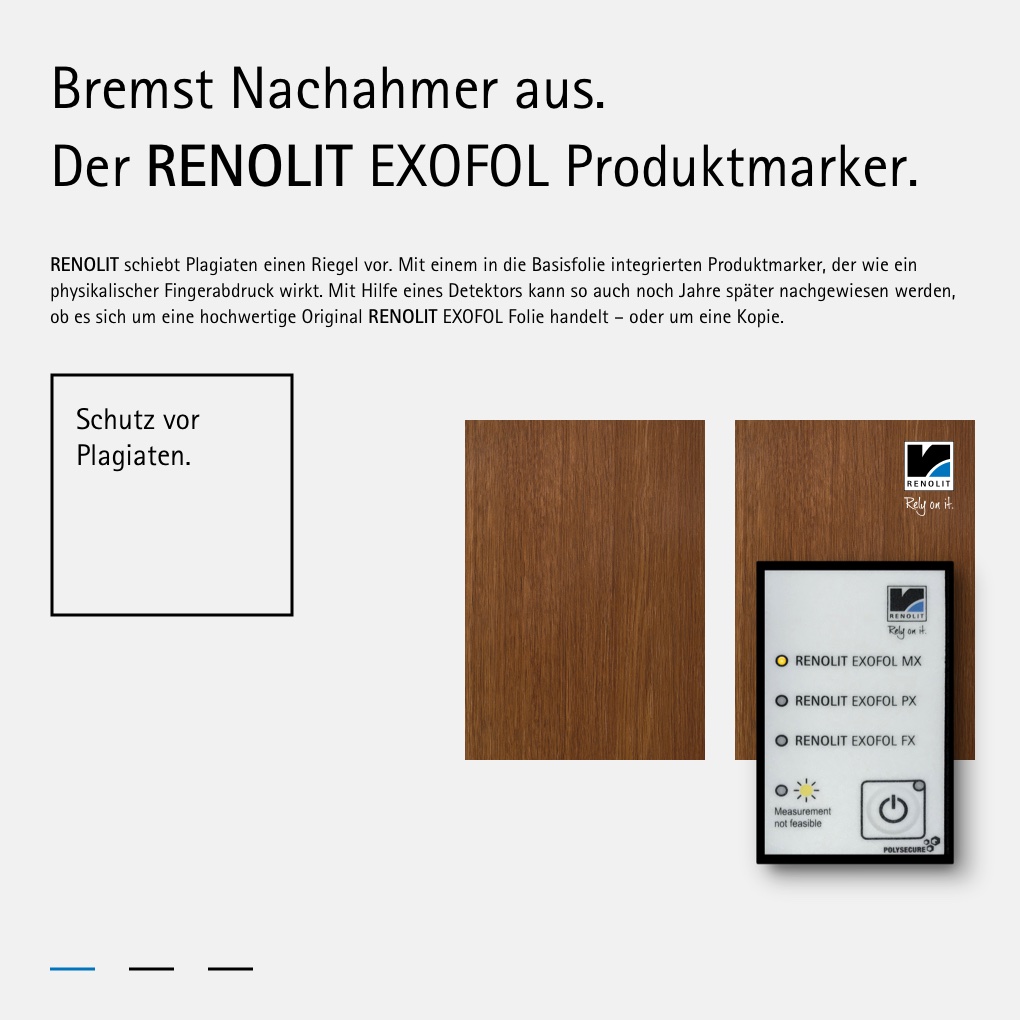 Bremst Nachahmer aus.
Der RENOLIT EXOFOL Produktmarker.
RENOLIT schiebt Plagiaten einen Riegel vor. Mit einem in die Basisfolie integrierten Produktmarker, der wie ein
physikalischer Fingerabdruck wirkt. Mit Hilfe eines Detektors kann so auch noch Jahre später nachgewiesen werden,
ob es sich um eine hochwertige Original RENOLIT EXOFOL Folie handelt – oder um eine Kopie.
Schutz vor
Plagiaten.
RENOLIT
Rely on it.
RENOLIT
Rely on it.
RENOLIT EXOFOL MX
RENOLIT EXOFOL PX
RENOLIT EXOFOL FX
Measurement
not feasible
POLYSECURE